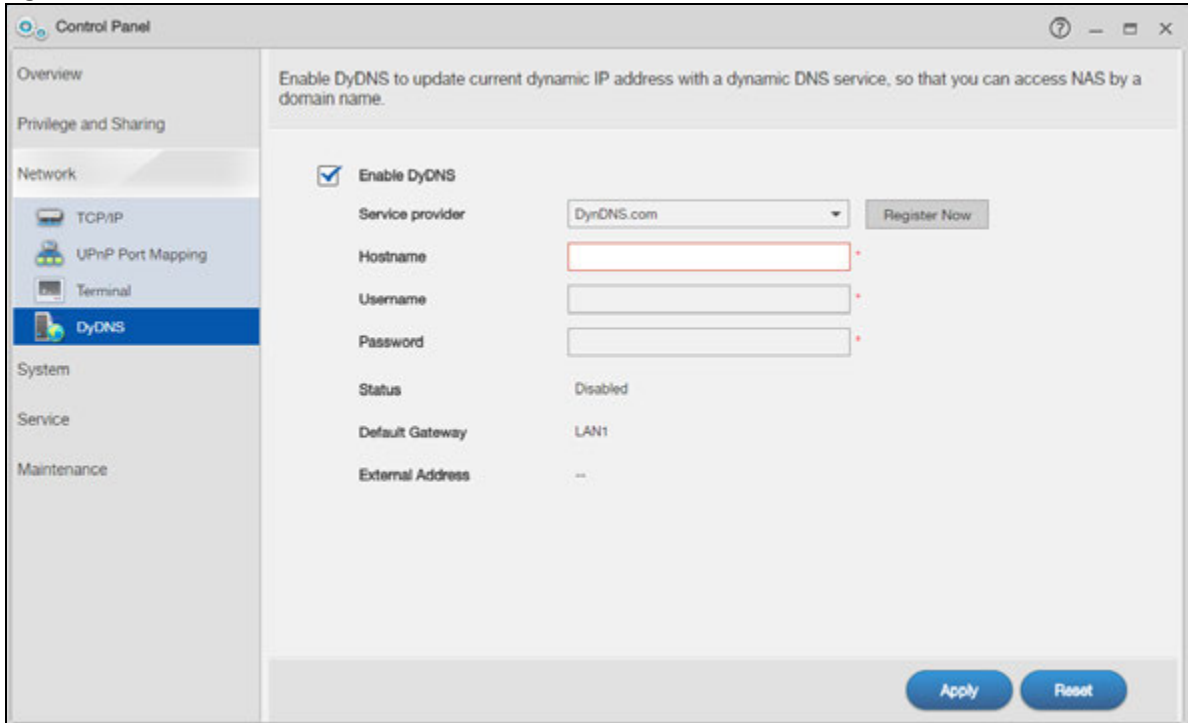 Control Panel
Overview
Privilege and Sharing
Network
TCP/IP
UPnP Port Mapping
Terminal
DyDNS
System
Service
Maintenance
Enable DyDNS to update current dynamic IP address with a dynamic DNS service, so that you can access NAS by a
domain name.
Enable DyDNS
Service provider DynDNS.com Register Now
Hostname *
Username *
Password *
Status Disabled
Default Gateway LAN1
External Address --
Apply Reset